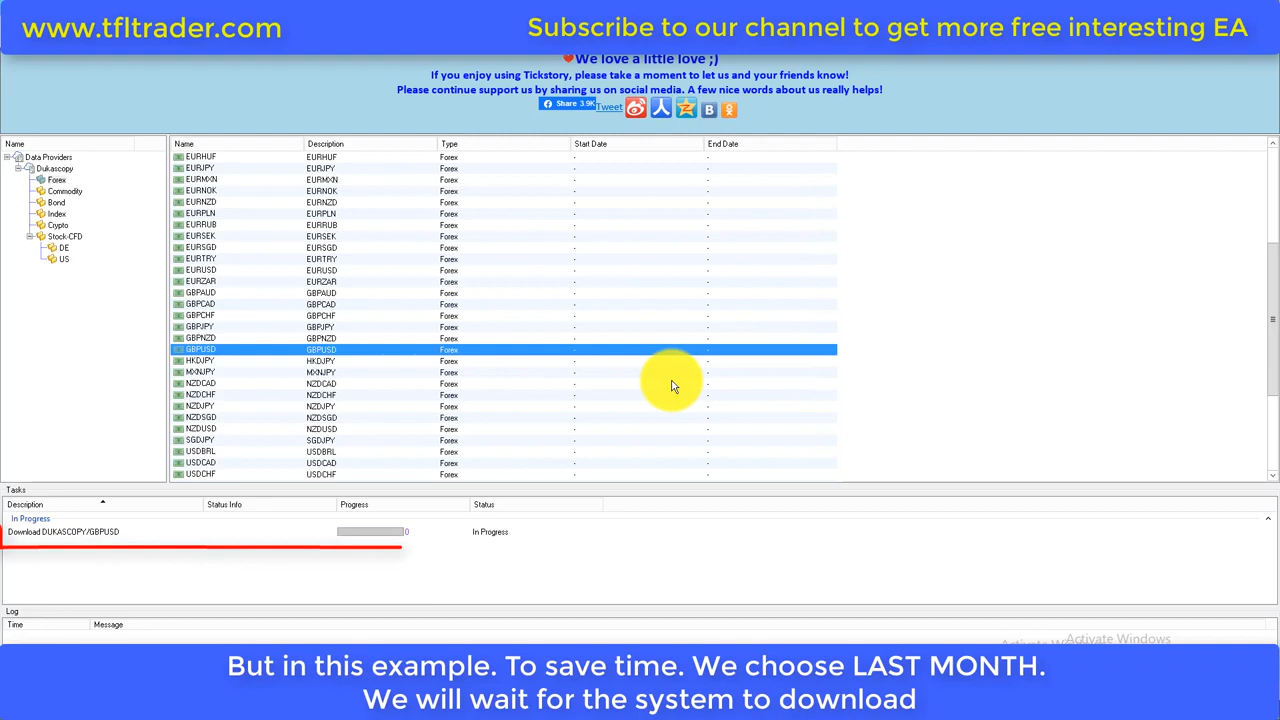 www.tfltrader.com
Subscribe to our channel to get more free interesting EA
We love a little love ;)
If you enjoy using Tickstory, please take a moment to let us and your friends know!
Please continue support us by sharing us on social media. A few nice words about us really helps!
Share 3.9K Tweet
Name
Data Providers
Dukascopy
Forex
Commodity
Bond
Index
Crypto
Stock-CFD
DE
US
Name Description Type Start Date End Date
EURHUF EURHUF Forex - -
EURJPY EURJPY Forex - -
EURMXN EURMXN Forex - -
EURNOK EURNOK Forex - -
EURNZD EURNZD Forex - -
EURPLN EURPLN Forex - -
EURRUB EURRUB Forex - -
EURSEK EURSEK Forex - -
EURSGD EURSGD Forex - -
EURTRY EURTRY Forex - -
EURUSD EURUSD Forex - -
EURZAR EURZAR Forex - -
GBPAUD GBPAUD Forex - -
GBPCAD GBPCAD Forex - -
GBPCHF GBPCHF Forex - -
GBPJPY GBPJPY Forex - -
GBPNZD GBPNZD Forex - -
GBPUSD GBPUSD Forex - -
HKDJPY HKDJPY Forex - -
MXNJPY MXNJPY Forex - -
NZDCAD NZDCAD Forex - -
NZDCHF NZDCHF Forex - -
NZDJPY NZDJPY Forex - -
NZDSGD NZDSGD Forex - -
NZDUSD NZDUSD Forex - -
SGDJPY SGDJPY Forex - -
USDBRL USDBRL Forex - -
USDCAD USDCAD Forex - -
USDCHF USDCHF Forex - -
Tasks
Description Status Info Progress Status
In Progress
Download DUKASCOPY/GBPUSD 0 In Progress
Log
Time Message
Activate Windows
But in this example. To save time. We choose LAST MONTH.
We will wait for the system to download